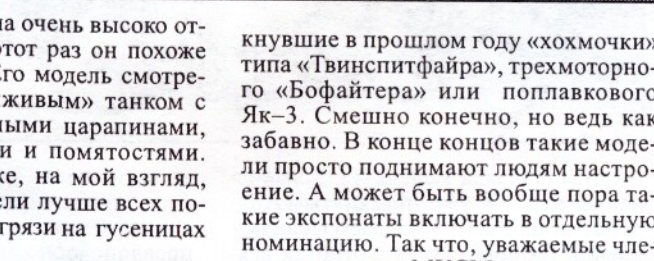 на очень высоко от-
этот раз он похоже
Его модель смотре-
живым» танком с
ными царапинами,
и и помятостями.
же, на мой взгляд,
ели лучше всех по-
грязи на гусеницах
кнувшие в прошлом году «хохмочки»
типа «Твинспитфайра», трехмоторно-
го «Бофайтера» или поплавкового
Як–3. Смешно конечно, но ведь как
забавно. В конце концов такие моде-
ли просто поднимают людям настро-
ение. А может быть вообще пора та-
кие экспонаты включать в отдельную
номинацию. Так что, уважаемые чле-